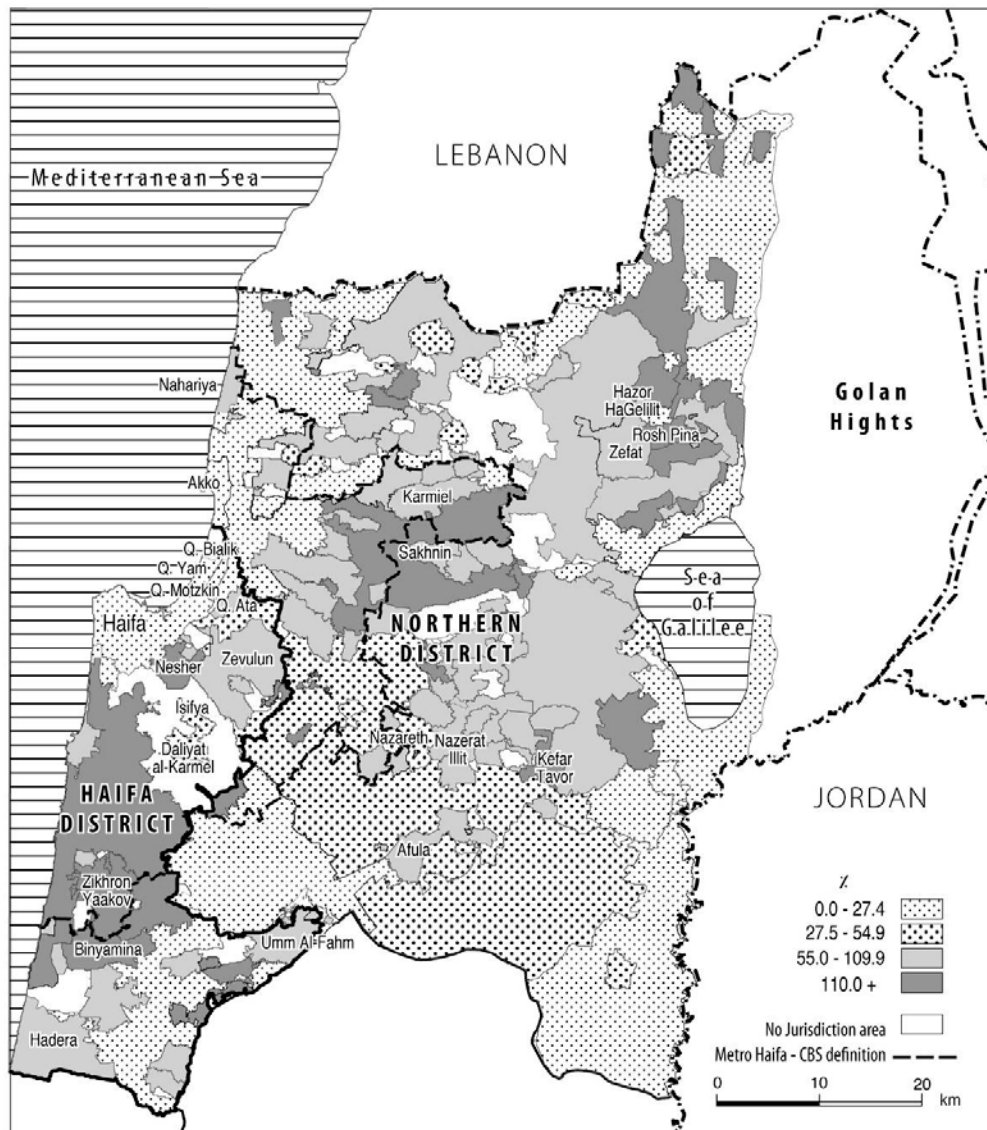 LEBANON
Mediterranean Sea
Nahariya
Hazor
HaGelilit
Golan
Hights
Rosh Pina
Zefat
Akko
Karmiel
Q. Bialik
Sakhnin
Q. Yam
Sea
of
Galilee
Q. Motzkin
Q. Ata
Haifa
NORTHERN
DISTRICT
Nesher
Zevulun
Isifya
Nazareth
Nazerat
Illit
Daliyat
al-Karmel
Kefar
Tavor
HAIFA
DISTRICT
JORDAN
Afula
Zikhron
Yaakov
Umm Al-Fahm
Binyamina
Hadera
%
0.0 - 27.4
27.5 - 54.9
55.0 - 109.9
110.0 +
No Jurisdiction area
Metro Haifa - CBS definition
0 10 20
km